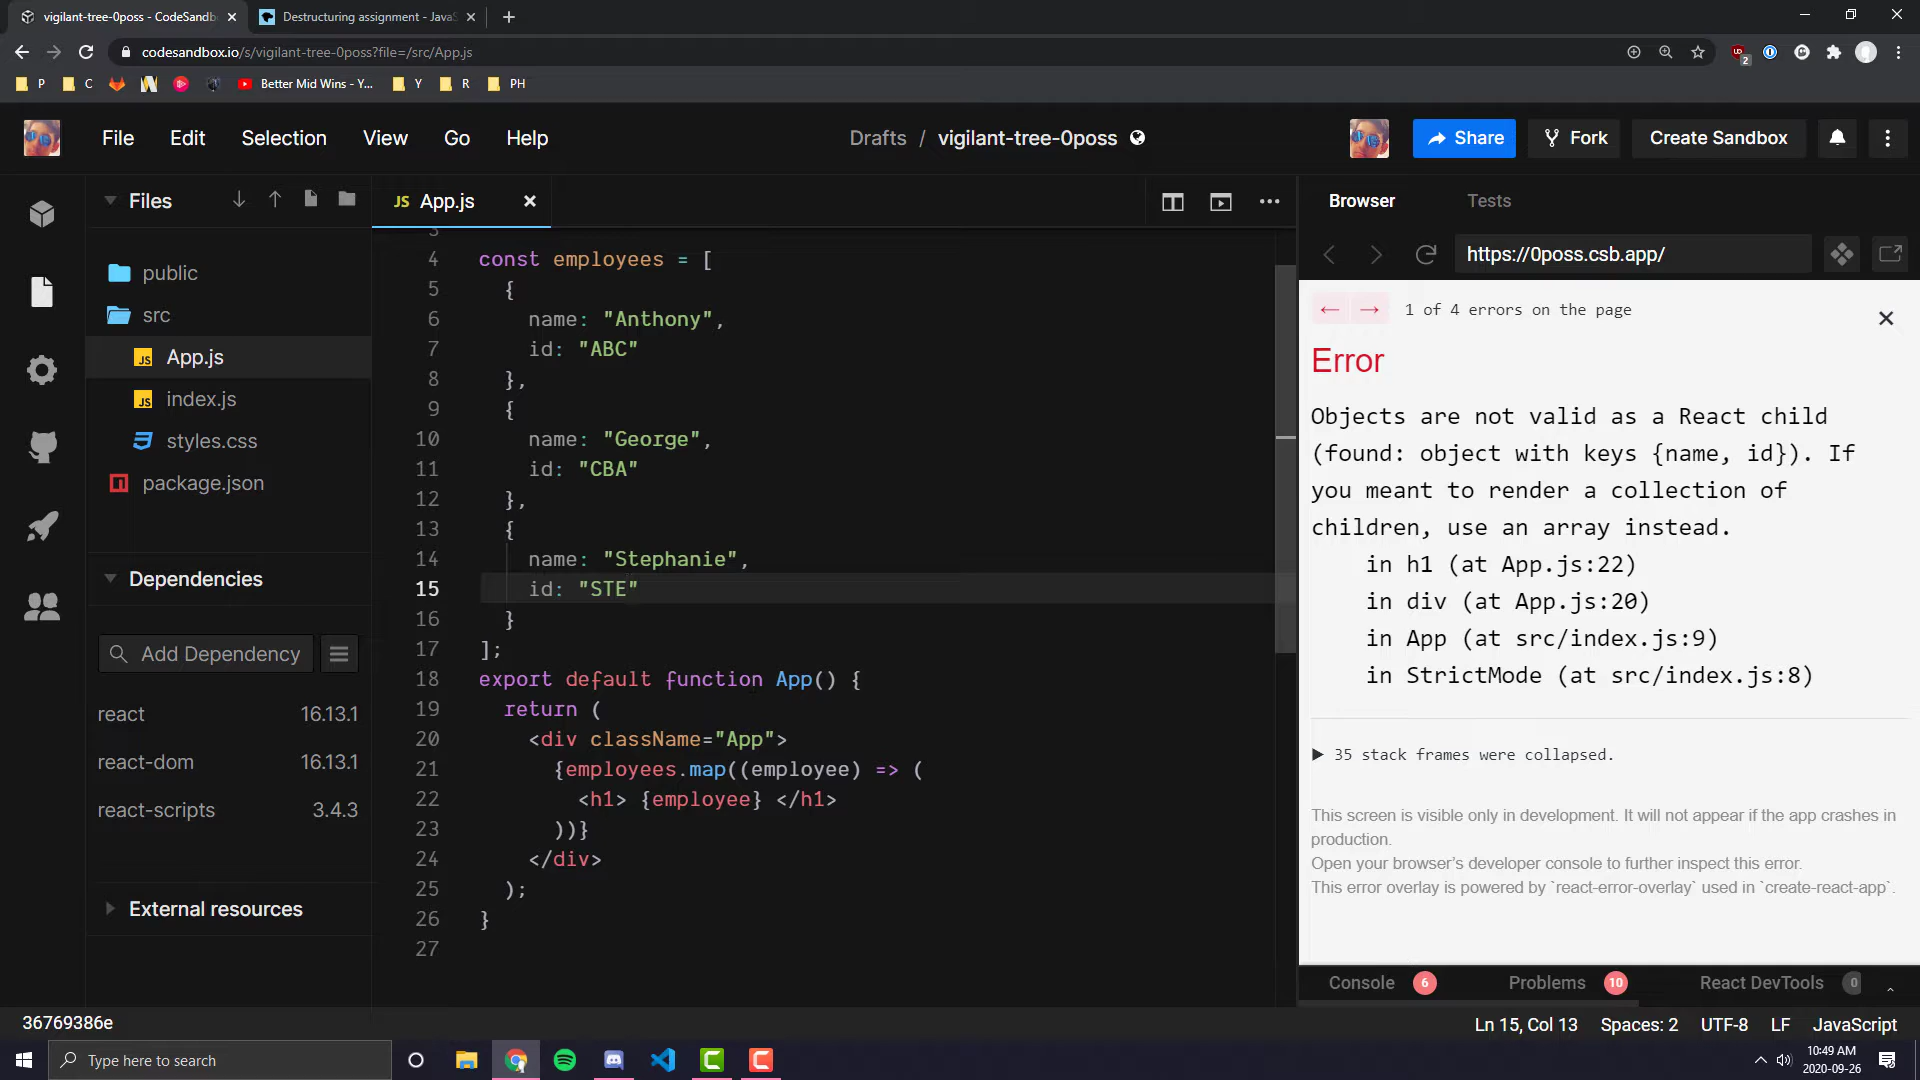 vigilant-tree-0poss - CodeSandb
Destructuring assignment - JavaS
codesandbox.io/s/vigilant-tree-0poss?file=/src/App.js
2
P
C
Better Mid Wins - Y...
Y
R
PH
File
Edit
Selection
View
Go
Help
Drafts / vigilant-tree-0poss
Share
Fork
Create Sandbox
Files
public
src
JS App.js
JS index.js
styles.css
package.json
Dependencies
Add Dependency
react 16.13.1
react-dom 16.13.1
react-scripts 3.4.3
External resources
36769386e
JS App.js
3
4 const employees = [
5 {
6 name: "Anthony",
7 id: "ABC"
8 },
9 {
10 name: "George",
11 id: "CBA"
12 },
13 {
14 name: "Stephanie",
15 id: "STE"
16 }
17 ];
18 export default function App() {
19 return (
20 <div className="App">
21 {employees.map((employee) => (
22 <h1> {employee} </h1>
23 ))}
24 </div>
25 );
26 }
27
Browser
Tests
https://0poss.csb.app/
← → 1 of 4 errors on the page
Error
Objects are not valid as a React child
(found: object with keys {name, id}). If
you meant to render a collection of
children, use an array instead.
in h1 (at App.js:22)
in div (at App.js:20)
in App (at src/index.js:9)
in StrictMode (at src/index.js:8)
▶ 35 stack frames were collapsed.
This screen is visible only in development. It will not appear if the app crashes in
production.
Open your browser's developer console to further inspect this error.
This error overlay is powered by `react-error-overlay` used in `create-react-app`.
Console 6
Problems 10
React DevTools 0
Ln 15, Col 13
Spaces: 2
UTF-8
LF
JavaScript
Type here to search
10:49 AM
2020-09-26